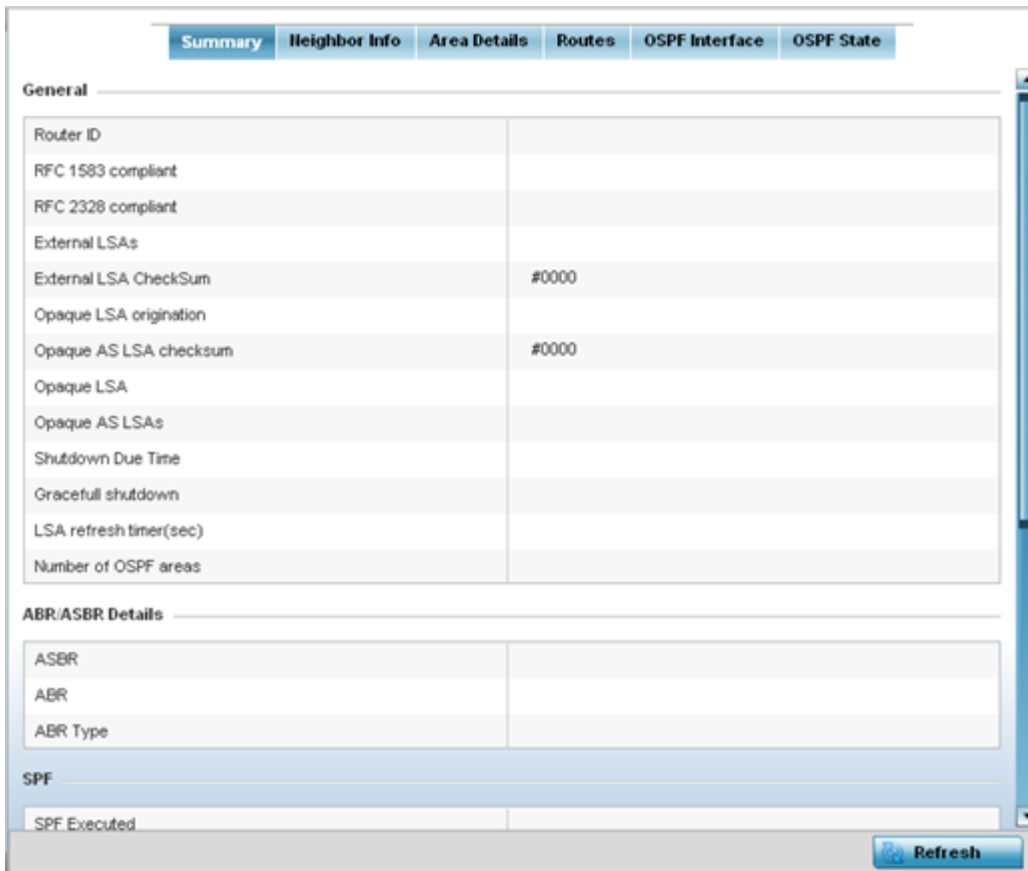 Summary Neighbor Info Area Details Routes OSPF Interface OSPF State
General
Router ID
RFC 1583 compliant
RFC 2328 compliant
External LSAs
External LSA CheckSum #0000
Opaque LSA origination
Opaque AS LSA checksum #0000
Opaque LSA
Opaque AS LSAs
Shutdown Due Time
Gracefull shutdown
LSA refresh timer(sec)
Number of OSPF areas
ABR/ASBR Details
ASBR
ABR
ABR Type
SPF
SPF Executed
Refresh